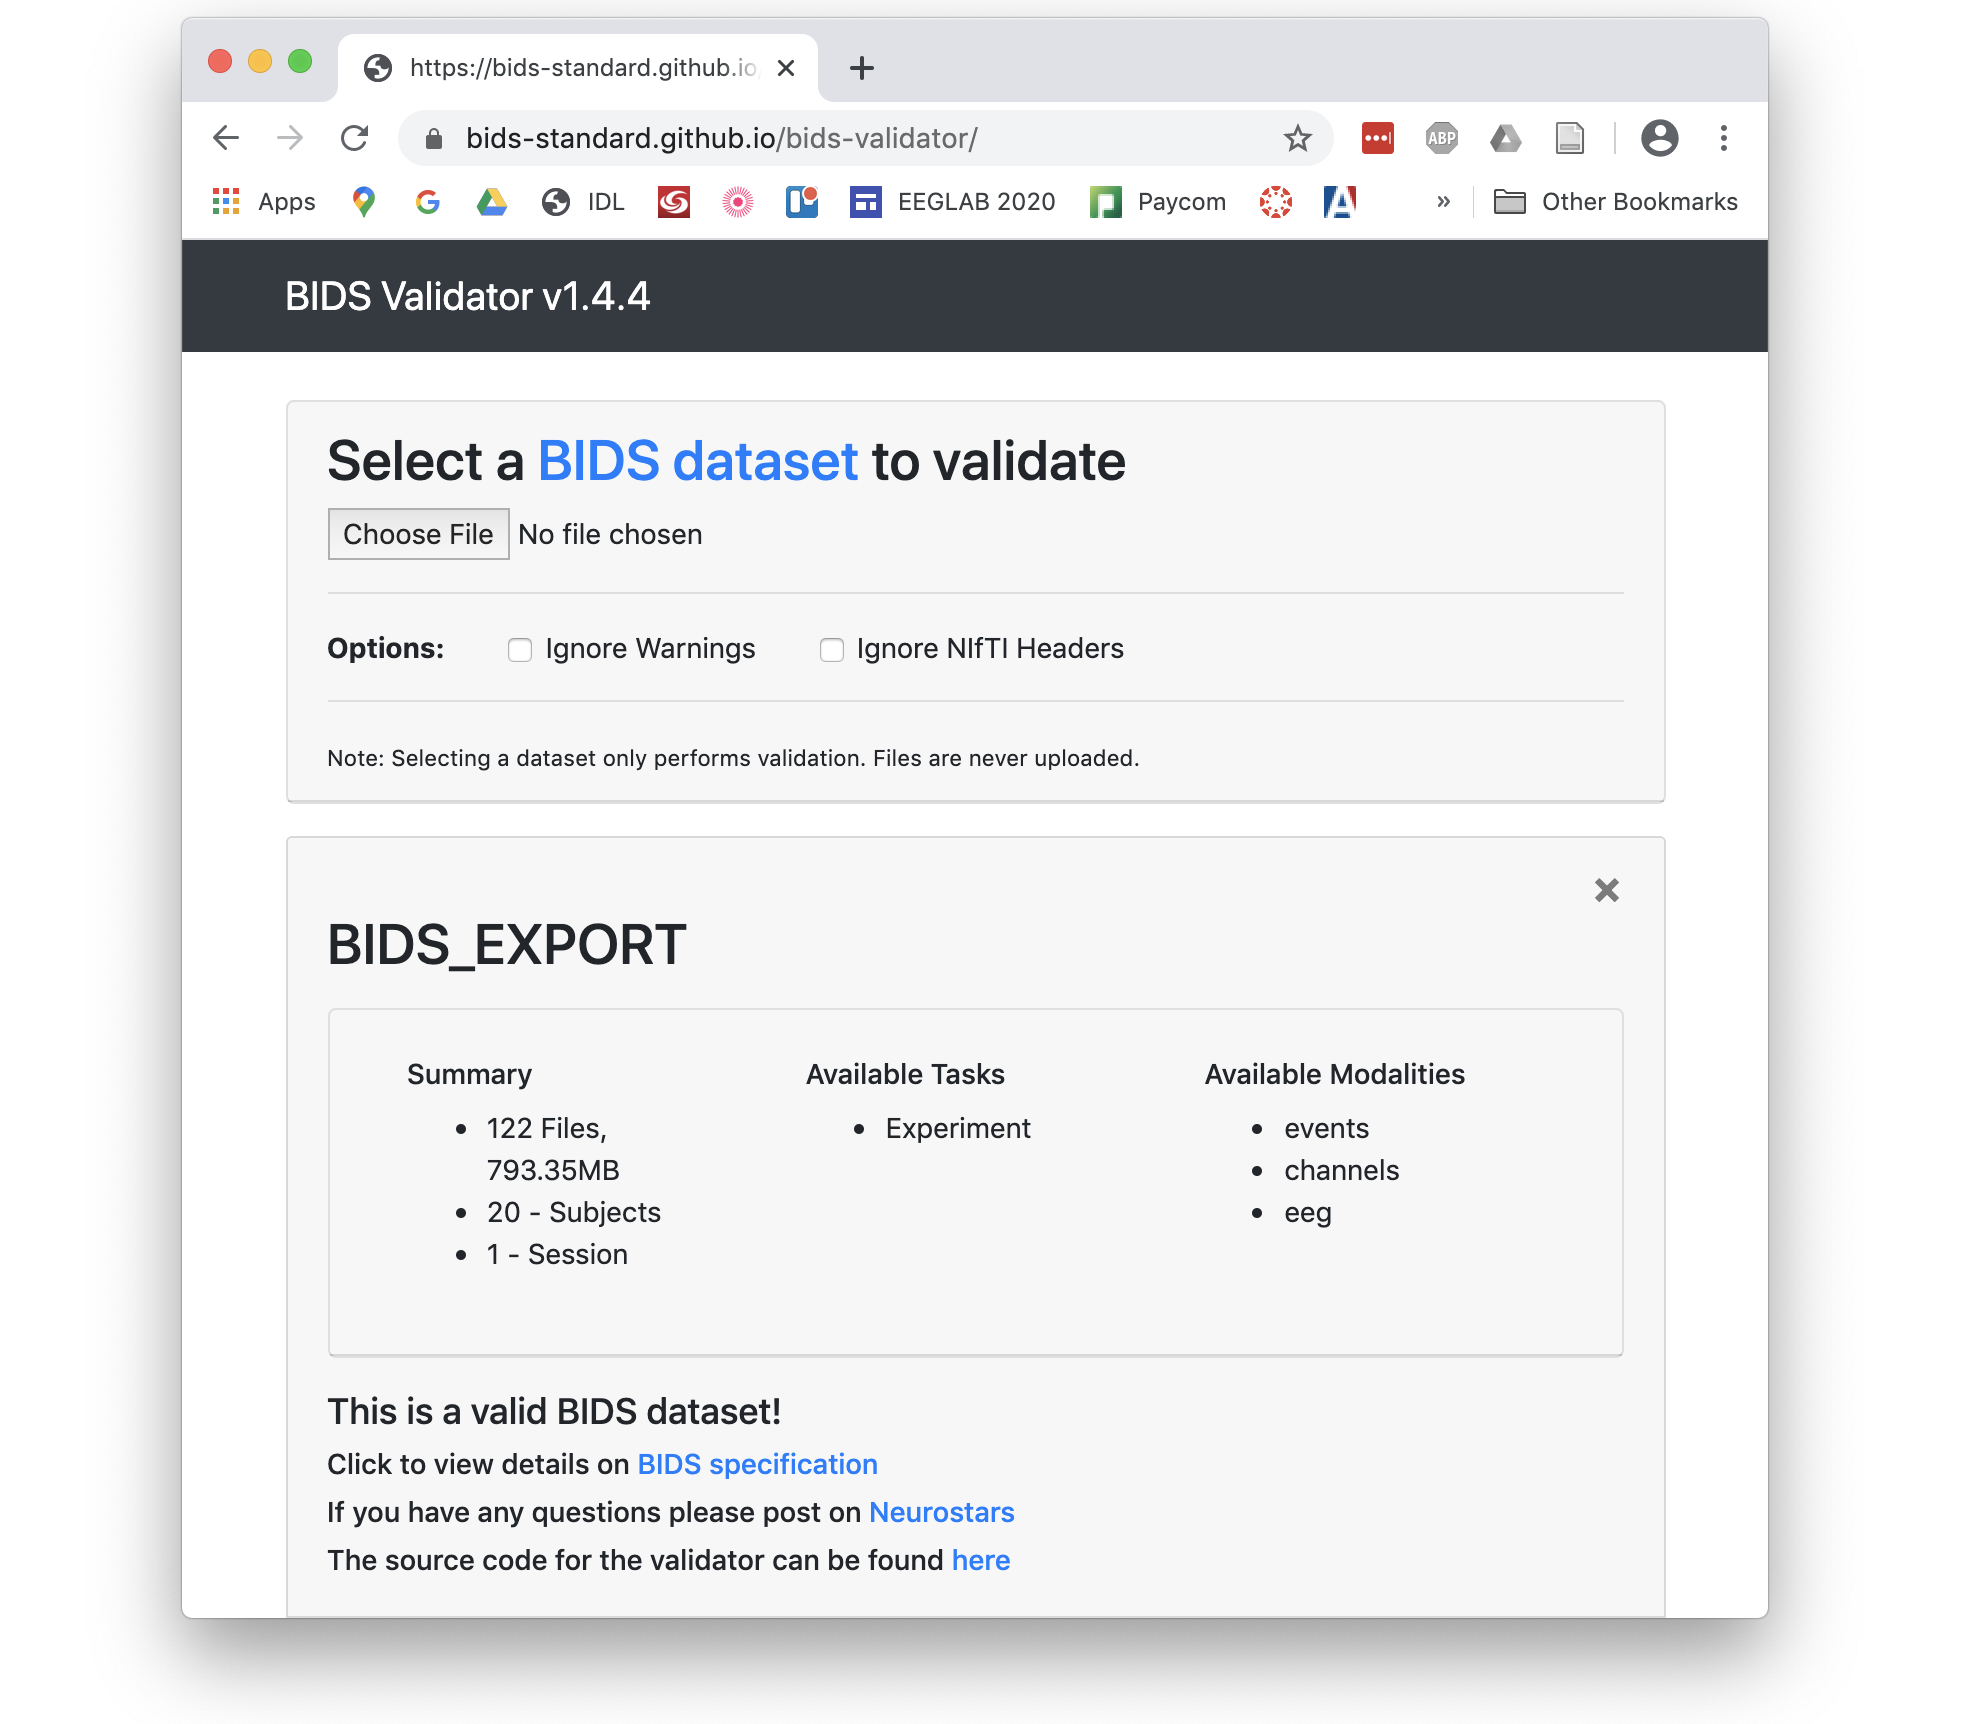 https://bids-standard.github.io
bids-standard.github.io/bids-validator/
ABP
Apps
IDL
EEGLAB 2020
Paycom
»
Other Bookmarks
BIDS Validator v1.4.4
Select a BIDS dataset to validate
Choose File No file chosen
Options: Ignore Warnings Ignore NIfTI Headers
Note: Selecting a dataset only performs validation. Files are never uploaded.
BIDS_EXPORT
Summary
122 Files,
793.35MB
20 - Subjects
1 - Session
Available Tasks
Experiment
Available Modalities
events
channels
eeg
This is a valid BIDS dataset!
Click to view details on BIDS specification
If you have any questions please post on Neurostars
The source code for the validator can be found here